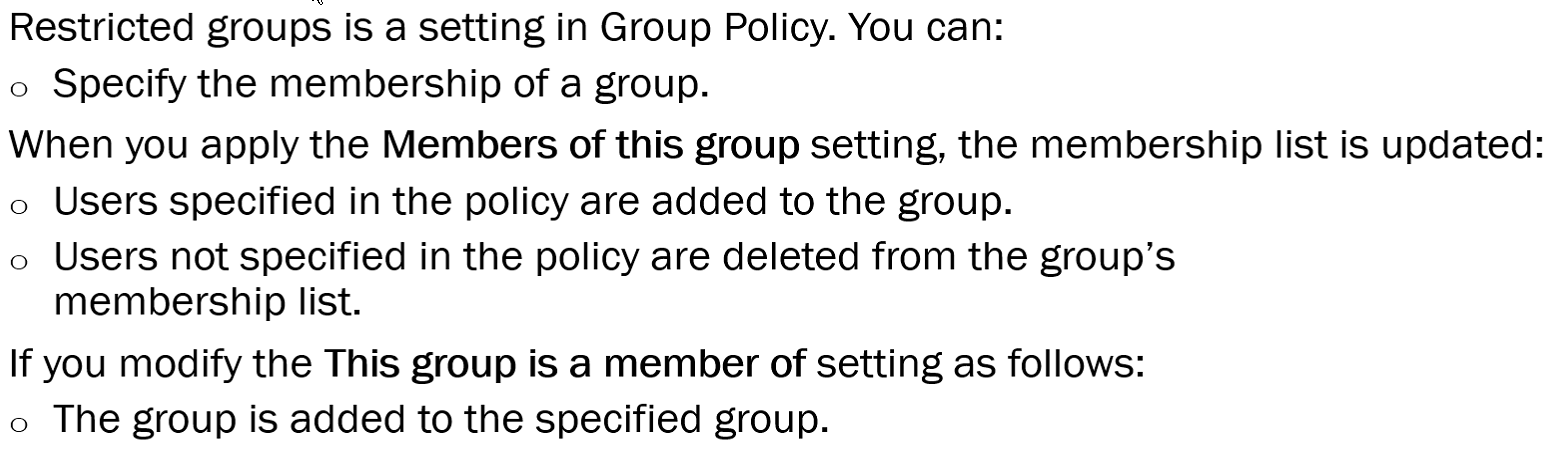 Restricted groups is a setting in Group Policy. You can:
o Specify the membership of a group.
When you apply the Members of this group setting, the membership list is updated:
o Users specified in the policy are added to the group.
o Users not specified in the policy are deleted from the group’s
membership list.
If you modify the This group is a member of setting as follows:
o The group is added to the specified group.